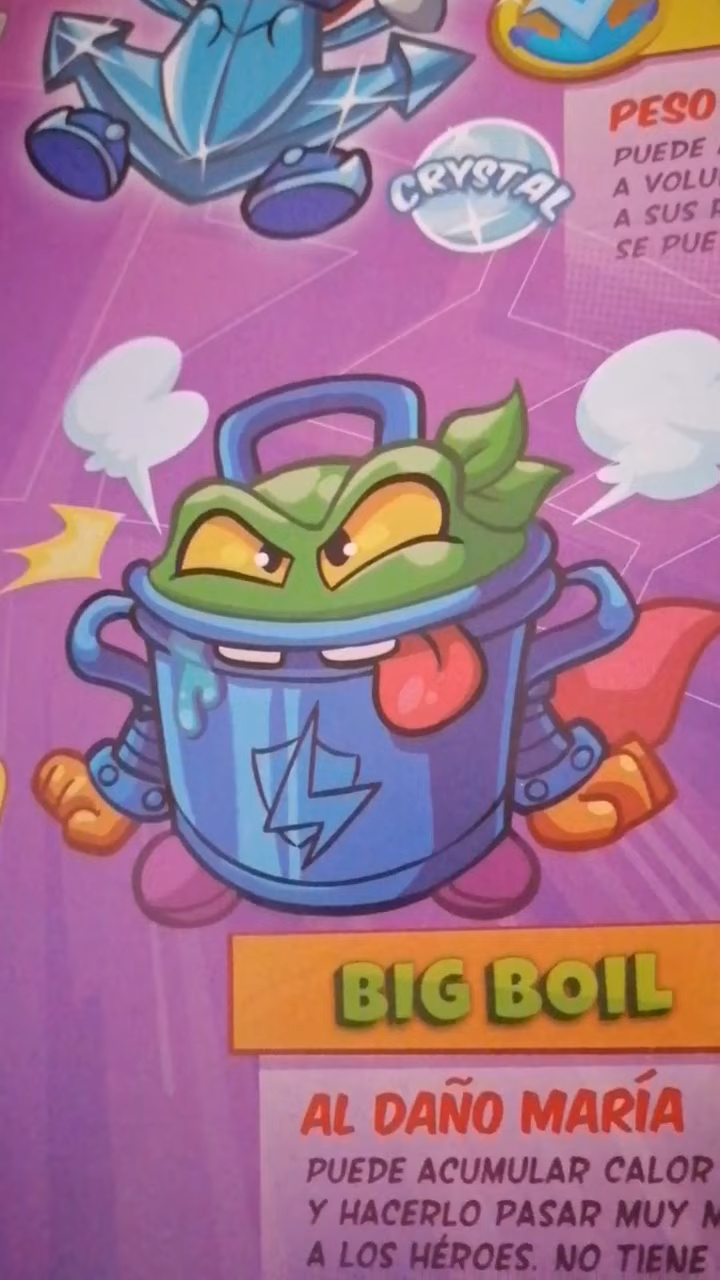 PESO
PUEDE
A VOLU
A SUS
SE PUE
CRYSTAL
BIG BOIL
AL DAÑO MARÍA
PUEDE ACUMULAR CALOR
Y HACERLO PASAR MUY M
A LOS HÉROES. NO TIENE